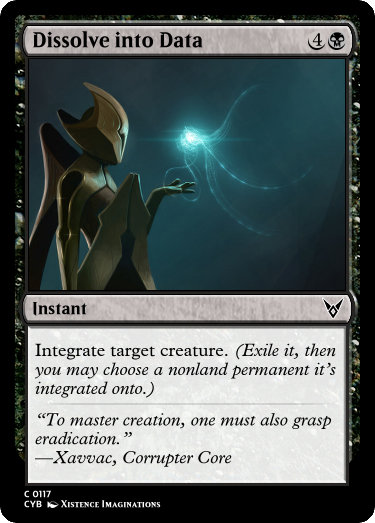 Dissolve into Data 4
Instant
Integrate target creature. (Exile it, then
you may choose a nonland permanent it's
integrated onto.)
“To master creation, one must also grasp
eradication.”
—Xavvac, Corrupter Core
C 0117
CYB Xistence Imaginations